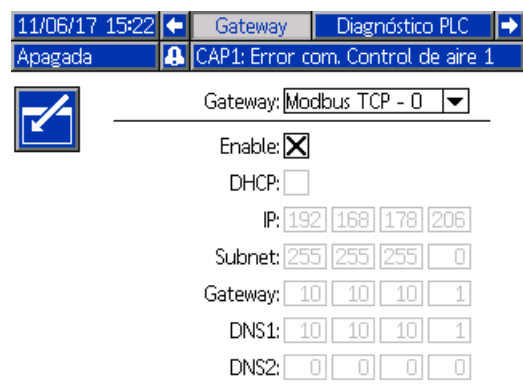 11/06/17 15:22 Gateway Diagnóstico PLC
Apagada CAP1: Error com. Control de aire 1
Gateway: Modbus TCP - 0
Enable:
DHCP:
IP: 192 168 178 206
Subnet: 255 255 255 0
Gateway: 10 10 10 1
DNS1: 10 10 10 1
DNS2: 0 0 0 0